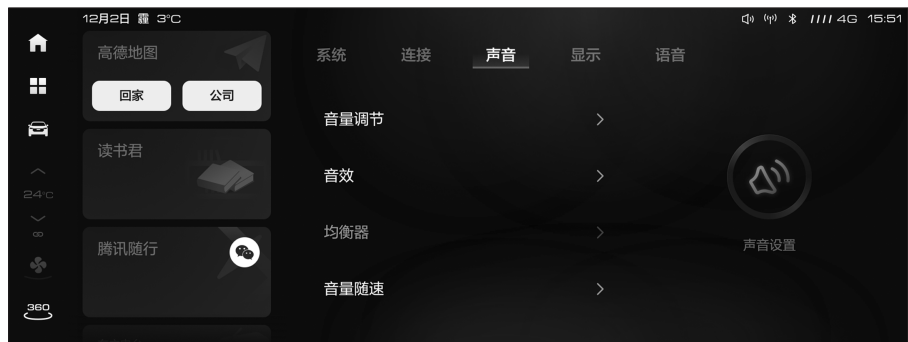 12月2日 霾 3°C
4G 15:51
高德地图
回家 公司
读书君
腾讯随行
24°C
360
系统 连接 声音 显示 语音
音量调节
音效
均衡器
音量随速
声音设置